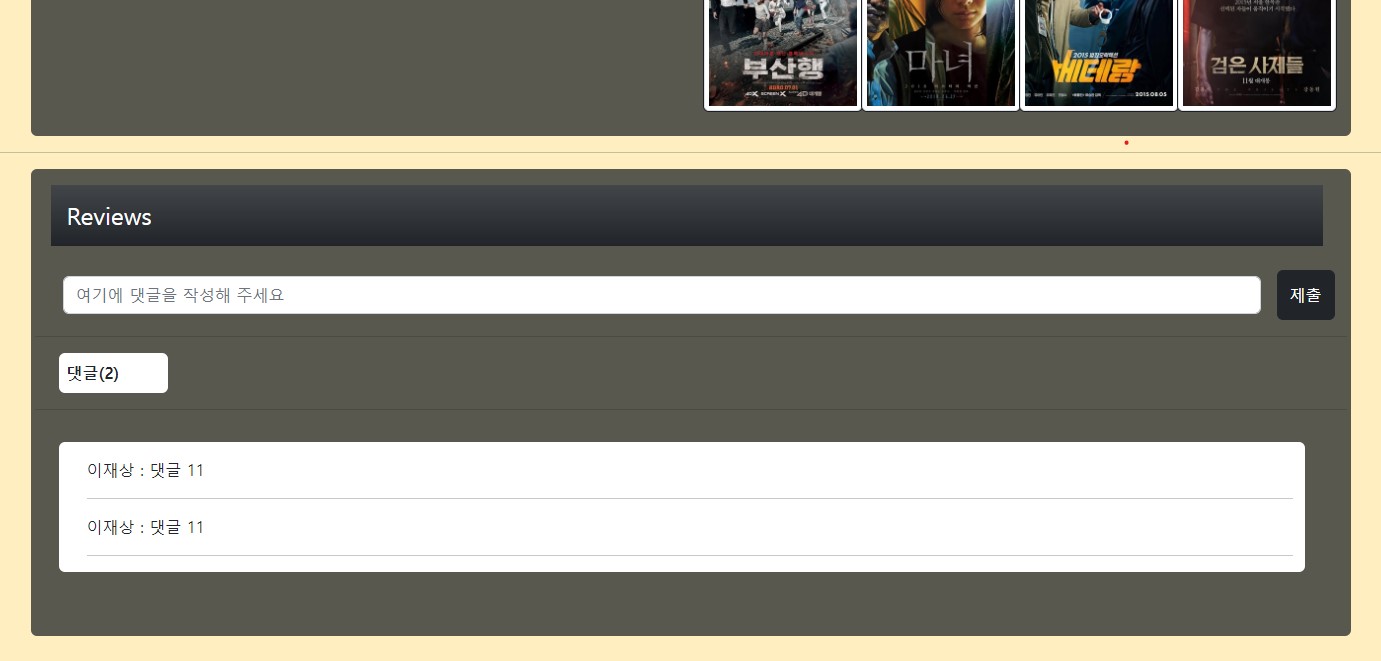 부산행
마녀
2015 범죄오락액션
베테랑
2015.08.05
검은 사제들
11월 대개봉
Reviews
여기에 댓글을 작성해 주세요
제출
댓글(2)
이재상 : 댓글 11
이재상 : 댓글 11